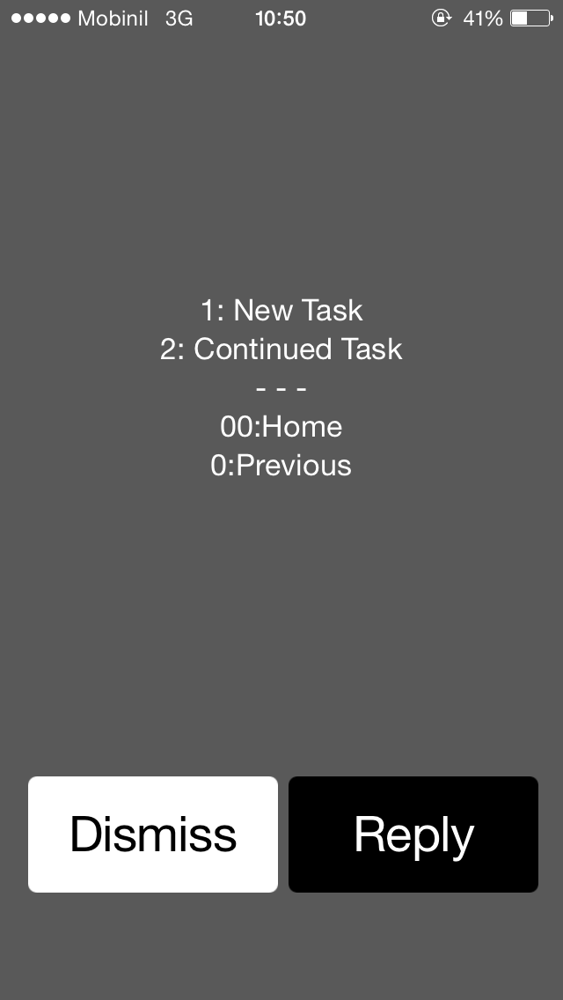 Mobinil 3G 10:50 41%
1: New Task
2: Continued Task
- - -
00:Home
0:Previous
Dismiss Reply